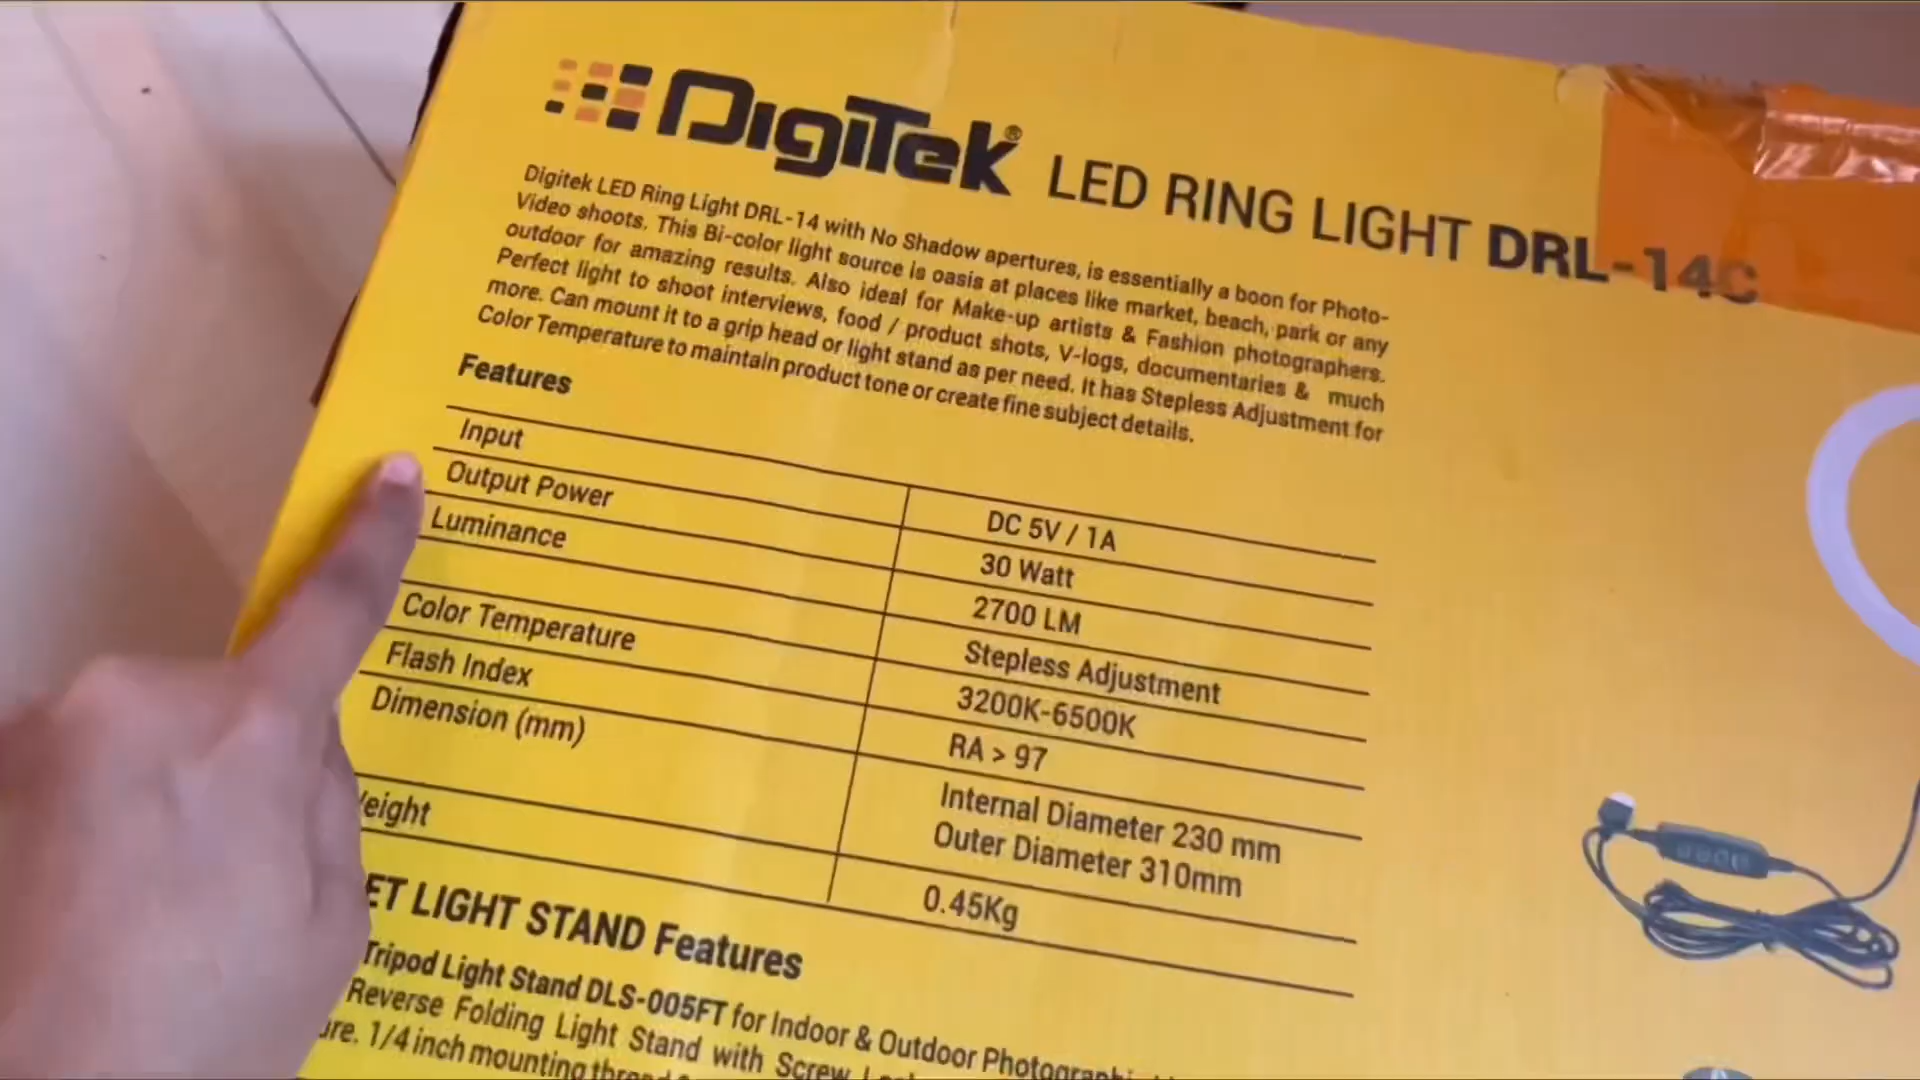 DigiTek® LED RING LIGHT DRL-14C
Digitek LED Ring Light DRL-14 with No Shadow apertures, is essentially a boon for Photo-
Video shoots. This Bi-color light source is oasis at places like market, beach, park or any
outdoor for amazing results. Also ideal for Make-up artists & Fashion photographers.
Perfect light to shoot interviews, food / product shots, V-logs, documentaries & much
more. Can mount it to a grip head or light stand as per need. It has Stepless Adjustment for
Color Temperature to maintain product tone or create fine subject details.
Features
Input DC 5V / 1A
Output Power 30 Watt
Luminance 2700 LM
Stepless Adjustment
Color Temperature 3200K-6500K
Flash Index RA > 97
Dimension (mm) Internal Diameter 230 mm
Outer Diameter 310mm
eight 0.45Kg
ET LIGHT STAND Features
Tripod Light Stand DLS-005FT for Indoor & Outdoor
Reverse Folding Light Stand with Screw
ure. 1/4 inch mounting